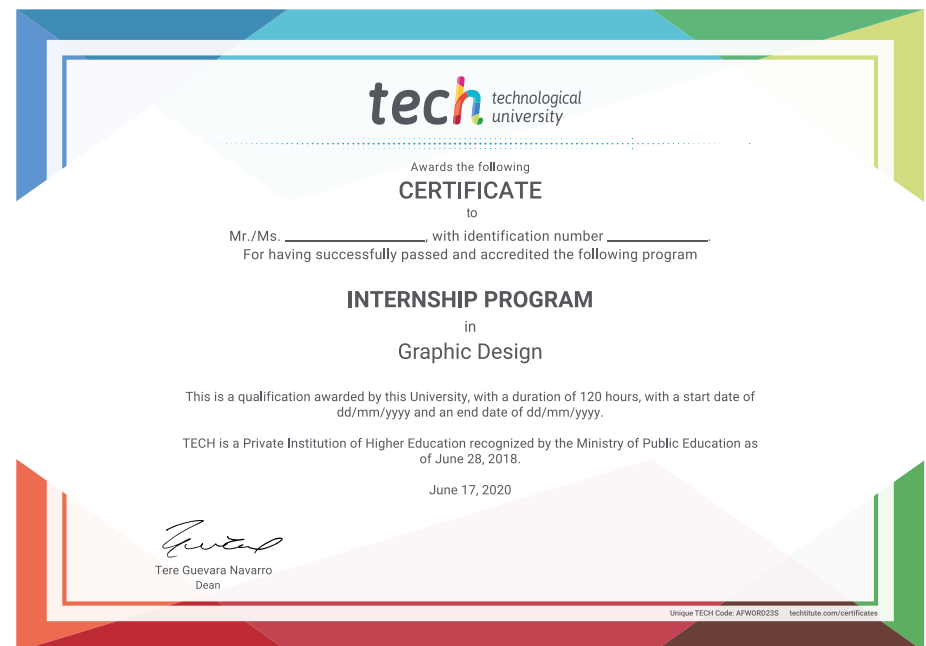 tech technological
university
Awards the following
CERTIFICATE
to
Mr./Ms. ____________________, with identification number ______________.
For having successfully passed and accredited the following program
INTERNSHIP PROGRAM
in
Graphic Design
This is a qualification awarded by this University, with a duration of 120 hours, with a start date of
dd/mm/yyyy and an end date of dd/mm/yyyy.
TECH is a Private Institution of Higher Education recognized by the Ministry of Public Education as
of June 28, 2018.
June 17, 2020
Tere Guevara Navarro
Dean
Unique TECH Code: AFWORD23S techtitute.com/certificates